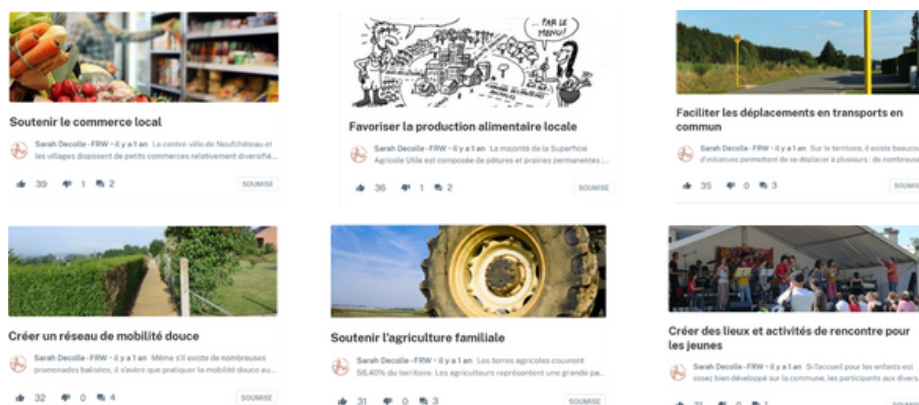 Soutenir le commerce local
Sarah Decolle - FRW • il y a 1 an Le centre-ville de Neufchâteau et
les villages disposent de petits commerces relativement diversifié...
39 1 2
SOUMISE
... PAR LE
MENU!
Favoriser la production alimentaire locale
Sarah Decolle - FRW • il y a 1 an La majorité de la Superficie
Agricole Utile est composée de pâtures et prairies permanentes ;...
36 1 2
SOUMISE
Faciliter les déplacements en transports en
commun
Sarah Decolle - FRW • il y a 1 an Sur le territoire, il existe beaucou
d'initiatives permettant de se déplacer à plusieurs : de nombreuse
35 0 3
SOUMIS
Créer un réseau de mobilité douce
Sarah Decolle - FRW • il y a 1 an Même s'il existe de nombreuses
promenades balisées, il s'avère que pratiquer la mobilité douce au...
32 0 4
SOUMISE
Soutenir l'agriculture familiale
Sarah Decolle - FRW • il y a 1 an Les terres agricoles couvrent
56,40% du territoire. Les agriculteurs représentent une grande pa...
31 0 3
SOUMISE
Créer des lieux et activités de rencontre pour
les jeunes
Sarah Decolle - FRW • il y a 1 an Si l'accueil pour les enfants est
assez bien développé sur la commune, les participants aux divers
31 0 1